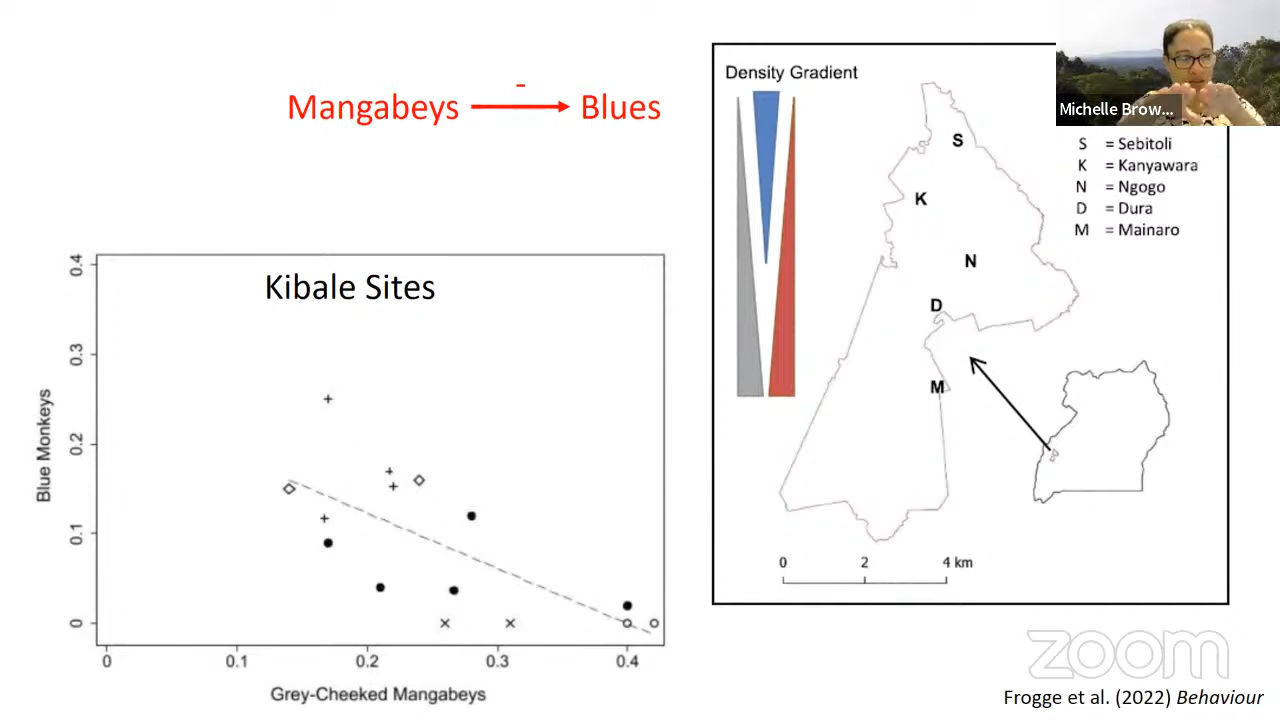 Mangabeys - Blues
Kibale Sites
Blue Monkeys
0.4
0.3
0.2
0.1
0
0
0.1
0.2
0.3
0.4
Grey-Cheeked Mangabeys
Density Gradient
S
K
N
D
M
Michelle Brow...
S = Sebitoli
K = Kanyawara
N = Ngogo
D = Dura
M = Mainaro
0 2 4 km
zoom
Frogge et al. (2022) Behaviour